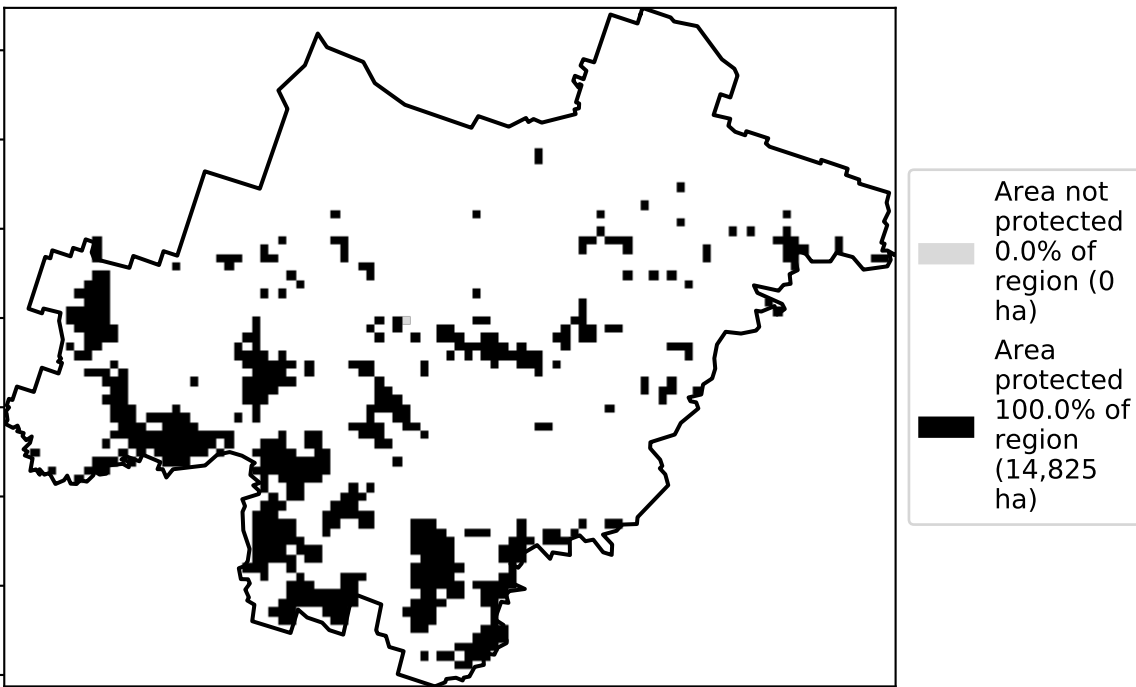 Area not
protected
0.0% of
region (0
ha)
Area
protected
100.0% of
region
(14,825
ha)